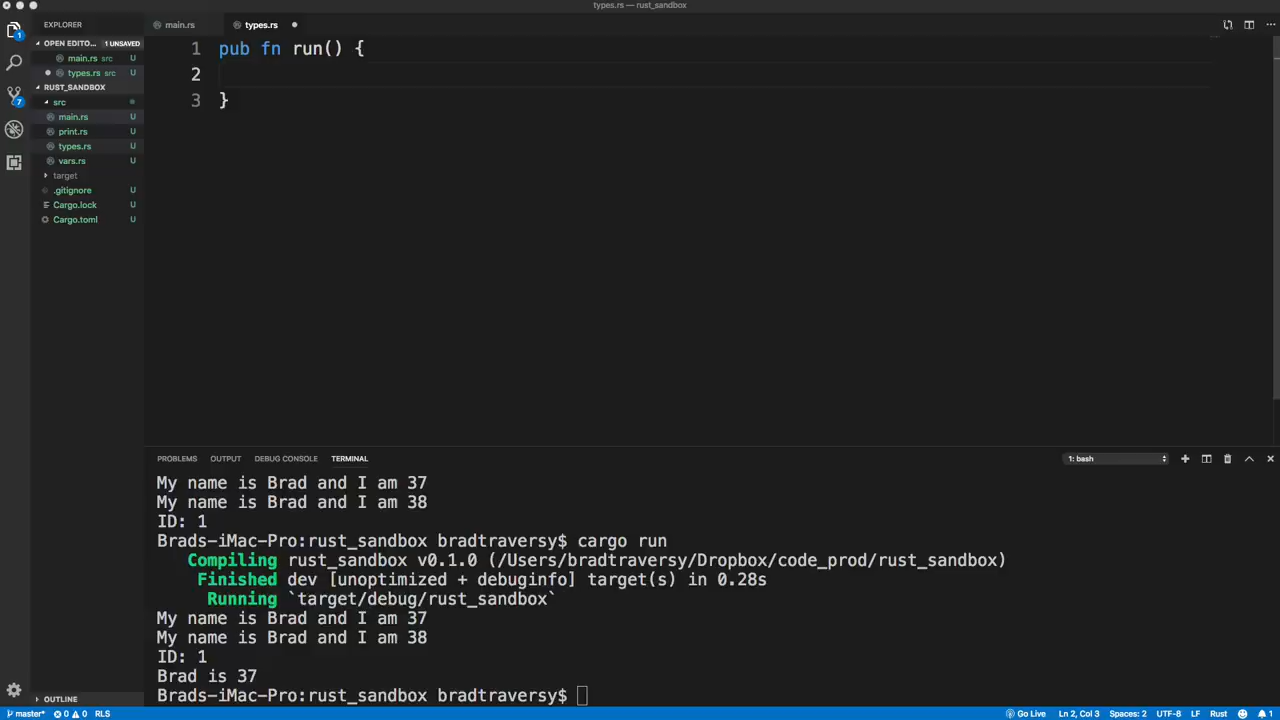 types.rs — rust_sandbox
EXPLORER
main.rs
types.rs
OPEN EDITO... 1 UNSAVED
main.rs src U
types.rs src U
RUST_SANDBOX
src
main.rs U
print.rs U
types.rs U
vars.rs U
target
.gitignore U
Cargo.lock U
Cargo.toml U
OUTLINE
1
7
1 pub fn run() {
2
3 }
PROBLEMS OUTPUT DEBUG CONSOLE TERMINAL
1: bash
My name is Brad and I am 37
My name is Brad and I am 38
ID: 1
Brads-iMac-Pro:rust_sandbox bradtraversy$ cargo run
Compiling rust_sandbox v0.1.0 (/Users/bradtraversy/Dropbox/code_prod/rust_sandbox)
Finished dev [unoptimized + debuginfo] target(s) in 0.28s
Running `target/debug/rust_sandbox`
My name is Brad and I am 37
My name is Brad and I am 38
ID: 1
Brad is 37
Brads-iMac-Pro:rust_sandbox bradtraversy$
master* 0 0 RLS
Go Live Ln 2, Col 3 Spaces: 2 UTF-8 LF Rust 1